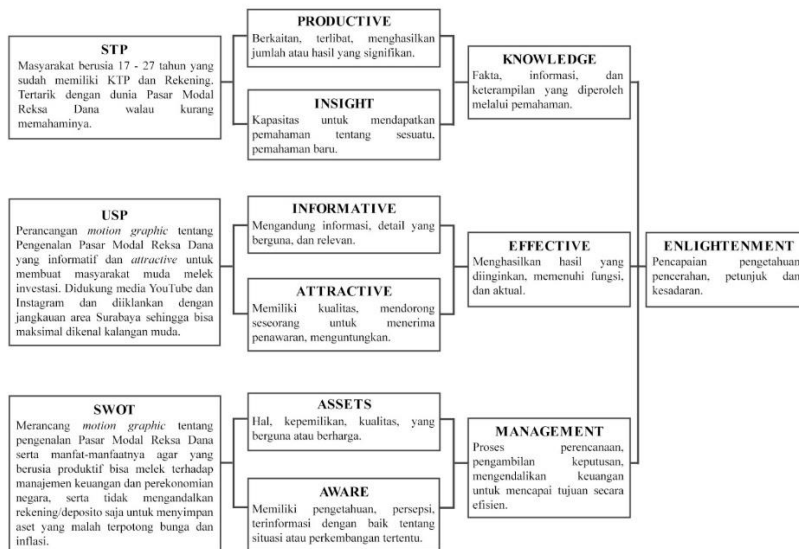 STP
Masyarakat berusia 17 - 27 tahun yang
sudah memiliki KTP dan Rekening.
Tertarik dengan dunia Pasar Modal
Reksa Dana walau kurang
memahaminya.
PRODUCTIVE
Berkaitan, terlibat, menghasilkan
jumlah atau hasil yang signifikan.
INSIGHT
Kapasitas untuk mendapatkan
pemahaman tentang sesuatu,
pemahaman baru.
KNOWLEDGE
Fakta, informasi, dan
keterampilan yang diperoleh
melalui pemahaman.
USP
Perancangan motion graphic tentang
Pengenalan Pasar Modal Reksa Dana
yang informatif dan attractive untuk
membuat masyarakat muda melek
investasi. Didukung media YouTube dan
Instagram dan diiklankan dengan
jangkauan area Surabaya sehingga bisa
maksimal dikenal kalangan muda.
INFORMATIVE
Mengandung informasi, detail yang
berguna, dan relevan.
ATTRACTIVE
Memiliki kualitas, mendorong
seseorang untuk menerima
penawaran, menguntungkan.
EFFECTIVE
Menghasilkan hasil yang
diinginkan, memenuhi fungsi,
dan aktual.
ENLIGHTENMENT
Pencapaian pengetahuan,
pencerahan, petunjuk dan
kesadaran.
SWOT
Merancang motion graphic tentang
pengenalan Pasar Modal Reksa Dana
serta manfat-manfaatnya agar yang
berusia produktif bisa melek terhadap
manajemen keuangan dan perekonomian
negara, serta tidak mengandalkan
rekening/deposito saja untuk menyimpan
aset yang malah terpotong bunga dan
inflasi.
ASSETS
Hal, kepemilikan, kualitas, yang
berguna atau berharga.
AWARE
Memiliki pengetahuan, persepsi,
terinformasi dengan baik tentang
situasi atau perkembangan tertentu.
MANAGEMENT
Proses perencanaan,
pengambilan keputusan,
mengendalikan keuangan
untuk mencapai tujuan secara
efisien.